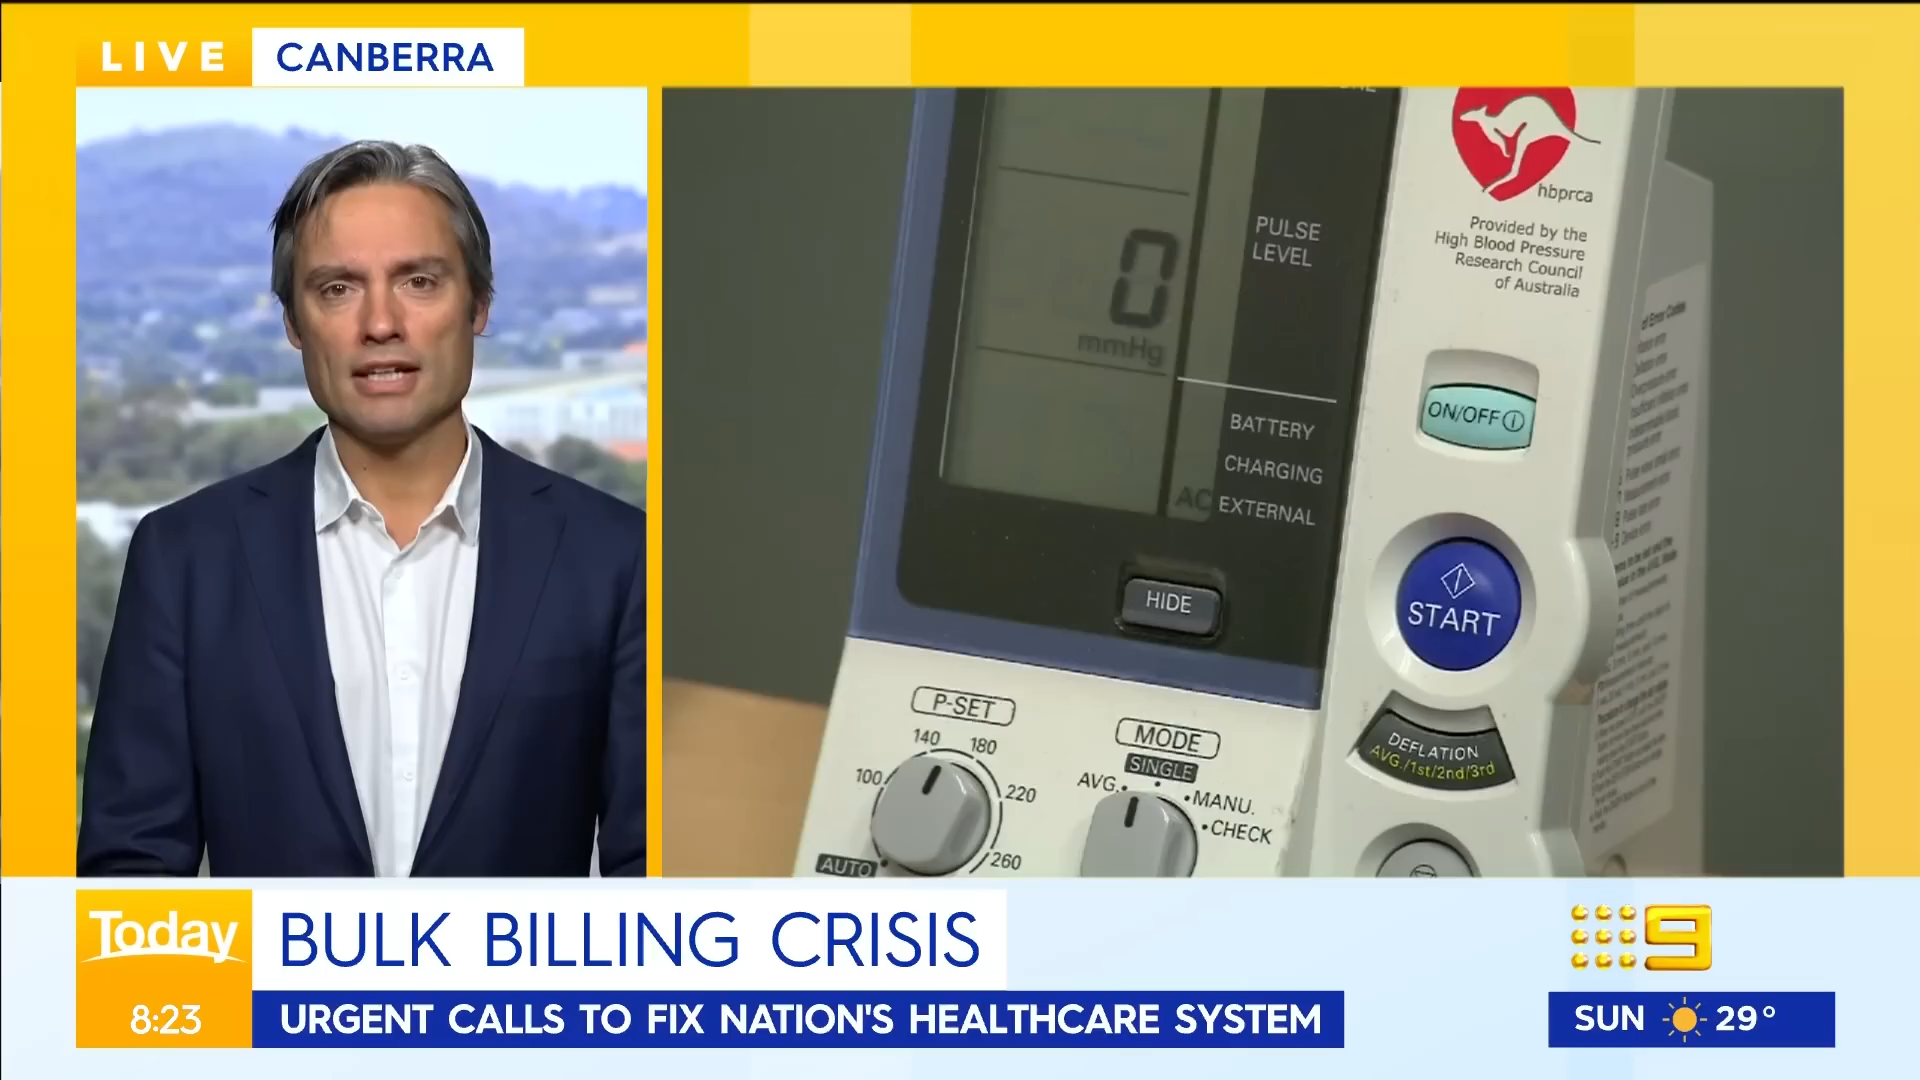 LIVE
CANBERRA
hbprca
Provided by the
High Blood Pressure
Research Council
of Australia
PULSE
LEVEL
0
mmHg
ON/OFF
BATTERY
CHARGING
AC EXTERNAL
HIDE
START
P-SET
MODE
DEFLATION
AVG./1st/2nd/3rd
140 180
100
220
260
AUTO
SINGLE
AVG.
MANU.
CHECK
Today
BULK BILLING CRISIS
9
8:23
URGENT CALLS TO FIX NATION'S HEALTHCARE SYSTEM
SUN 29°